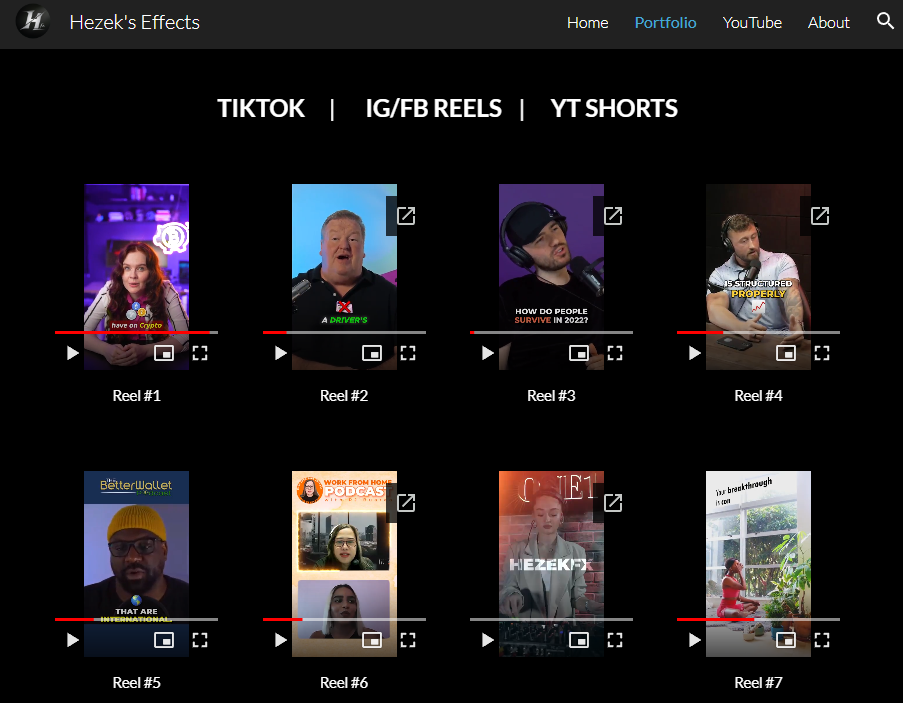 Hezek's Effects
Home Portfolio YouTube About
TIKTOK | IG/FB REELS | YT SHORTS
have on Crypto
A DRIVER'S
HOW DO PEOPLE
SURVIVE IN 2022?
IS STRUCTURED
PROPERLY
Reel #1
Reel #2
Reel #3
Reel #4
BetterWallet
THAT ARE
INTERNATIONAL.
WORK FROM HOME
PODCAST
HEZEKFX
Your breakthrough
is
Reel #5
Reel #6
Reel #7